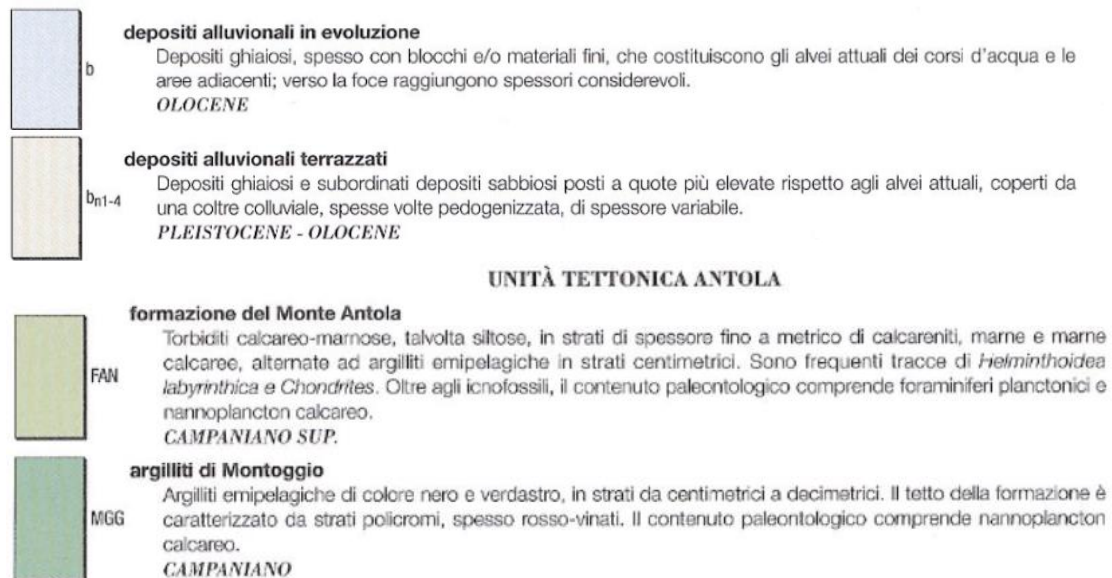 depositi alluvionali in evoluzione
Depositi ghiaiosi, spesso con blocchi e/o materiali fini, che costituiscono gli alvei attuali dei corsi d'acqua e le
b
aree adiacenti; verso la foce raggiungono spessori considerevoli.
OLOCENE
depositi alluvionali terrazzati
Depositi ghiaiosi e subordinati depositi sabbiosi posti a quote più elevate rispetto agli alvei attuali, coperti da
bn1-4
una coltre colluviale, spesse volte pedogenizzata, di spessore variabile.
PLEISTOCENE - OLOCENE
UNITÀ TETTONICA ANTOLA
formazione del Monte Antola
Torbiditi calcareo-marnose, talvolta siltose, in strati di spessore fino a metrico di calcareniti, marne e marne
FAN
calcaree, alternate ad argilliti emipelagiche in strati centimetrici. Sono frequenti tracce di Helminthoidea
labyrinthica e Chondrites. Oltre agli icnofossili, il contenuto paleontologico comprende foraminiferi planctonici e
nannoplancton calcareo.
CAMPANIANO SUP.
argilliti di Montoggio
Argilliti emipelagiche di colore nero e verdastro, in strati da centimetrici a decimetrici. Il tetto della formazione è
MGG
caratterizzato da strati policromi, spesso rosso-vinati. Il contenuto paleontologico comprende nannoplancton
calcareo.
CAMPANIANO